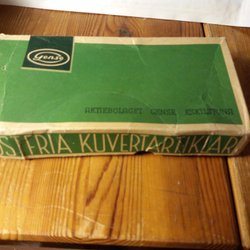 Gense
AKTIEBOLAGET GENSE ESKILSTUNA
STERIA·KUVERTARTIKLAR